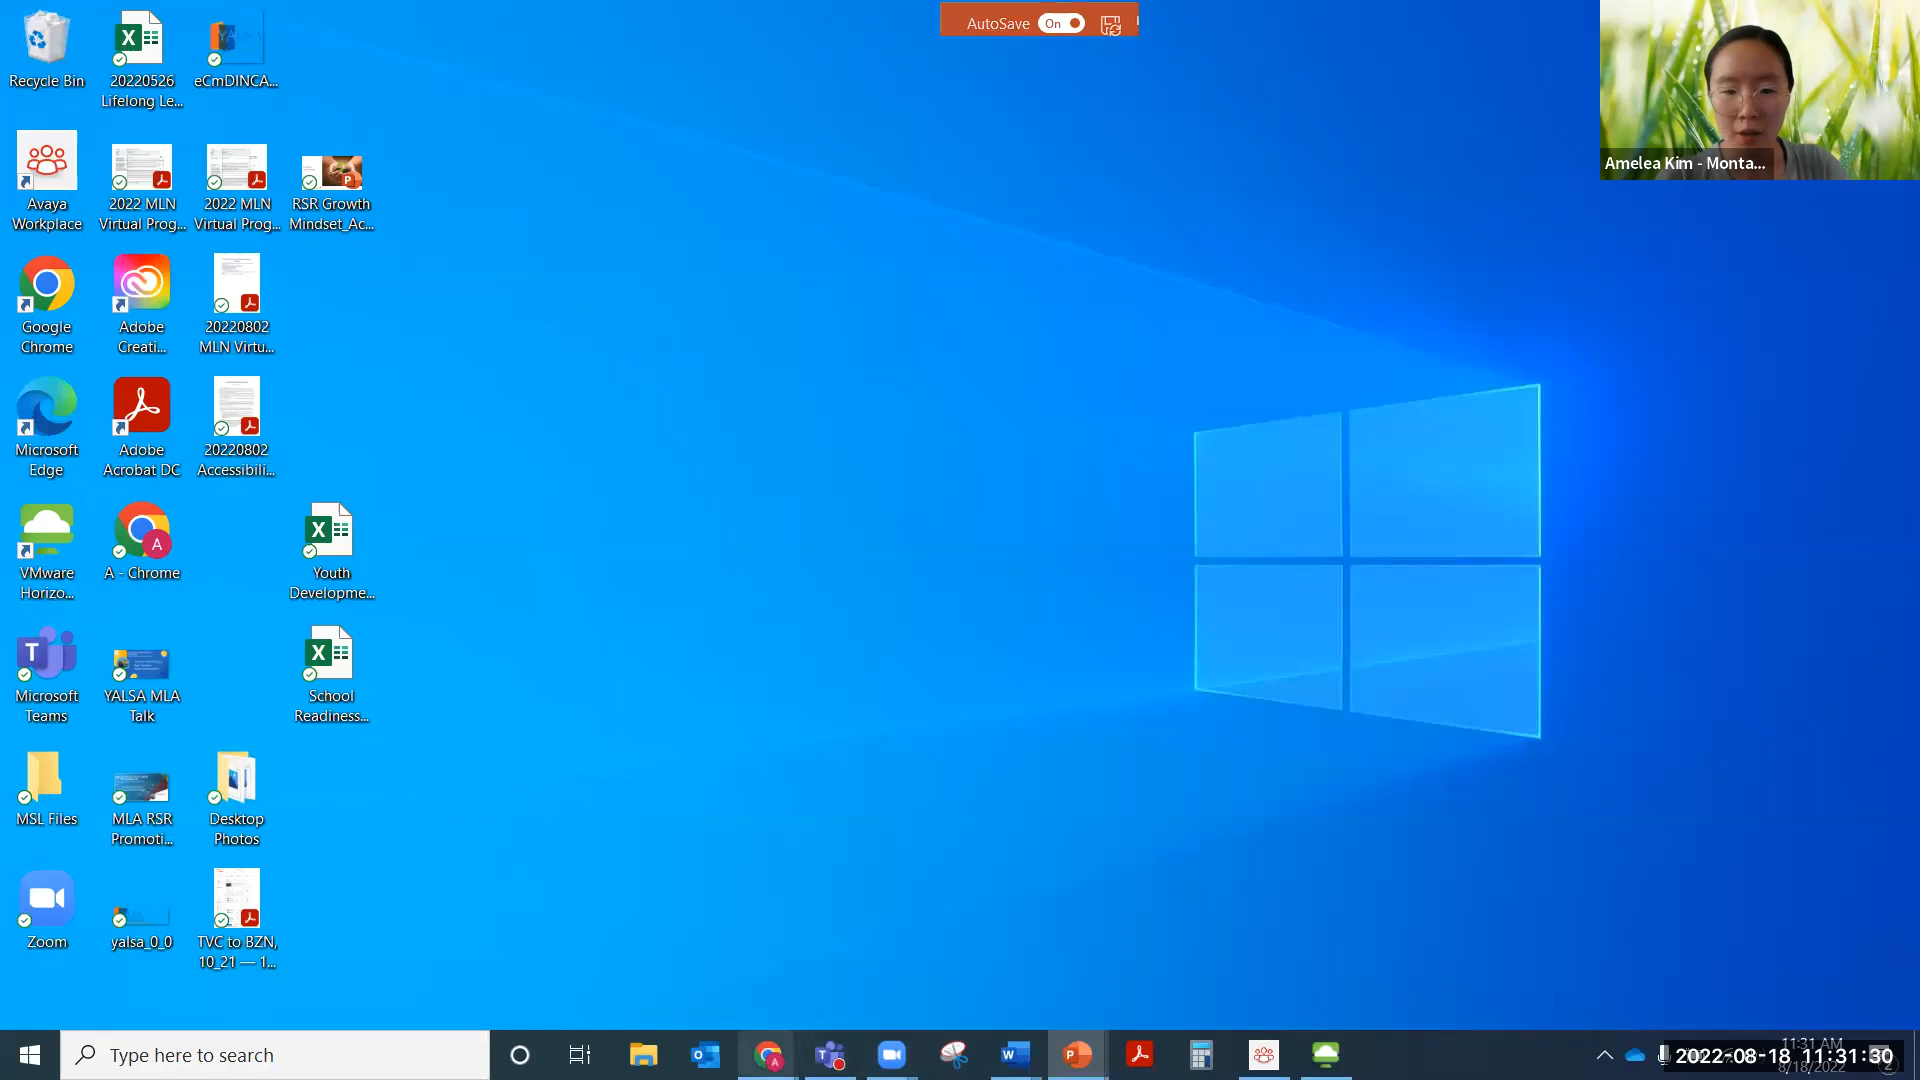 AutoSave On
Amelea Kim - Monta...
Recycle Bin
20220526
Lifelong Le...
eCmDINCA...
Avaya
Workplace
2022 MLN
Virtual Prog...
2022 MLN
Virtual Prog...
RSR Growth
Mindset_Ac...
Google
Chrome
Adobe
Creati...
20220802
MLN Virtu...
Microsoft
Edge
Adobe
Acrobat DC
20220802
Accessibili...
VMware
Horizo...
A - Chrome
Youth
Developme...
Microsoft
Teams
YALSA MLA
Talk
School
Readiness...
MSL Files
MLA RSR
Promoti...
Desktop
Photos
Zoom
yalsa_0_0
TVC to BZN,
10_21 — 1...
Type here to search
11:31 AM
2022-08-18 11:31:30
8/18/2022